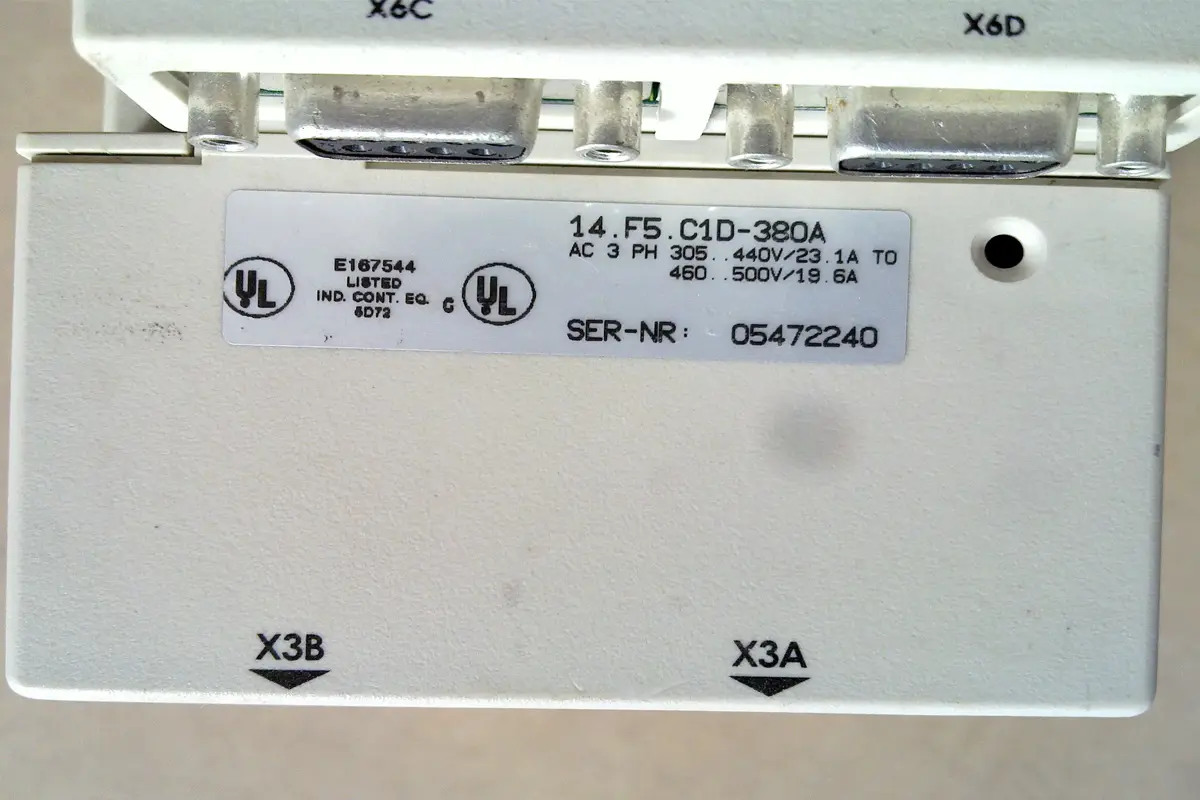 X6C
X6D
14.F5.C1D-380A
AC 3 PH 305..440V/23.1A TO
460..500V/19.6A
UL
E167544
LISTED
IND. CONT. EQ.
5D72
C
UL
SER-NR: 05472240
X3B
X3A